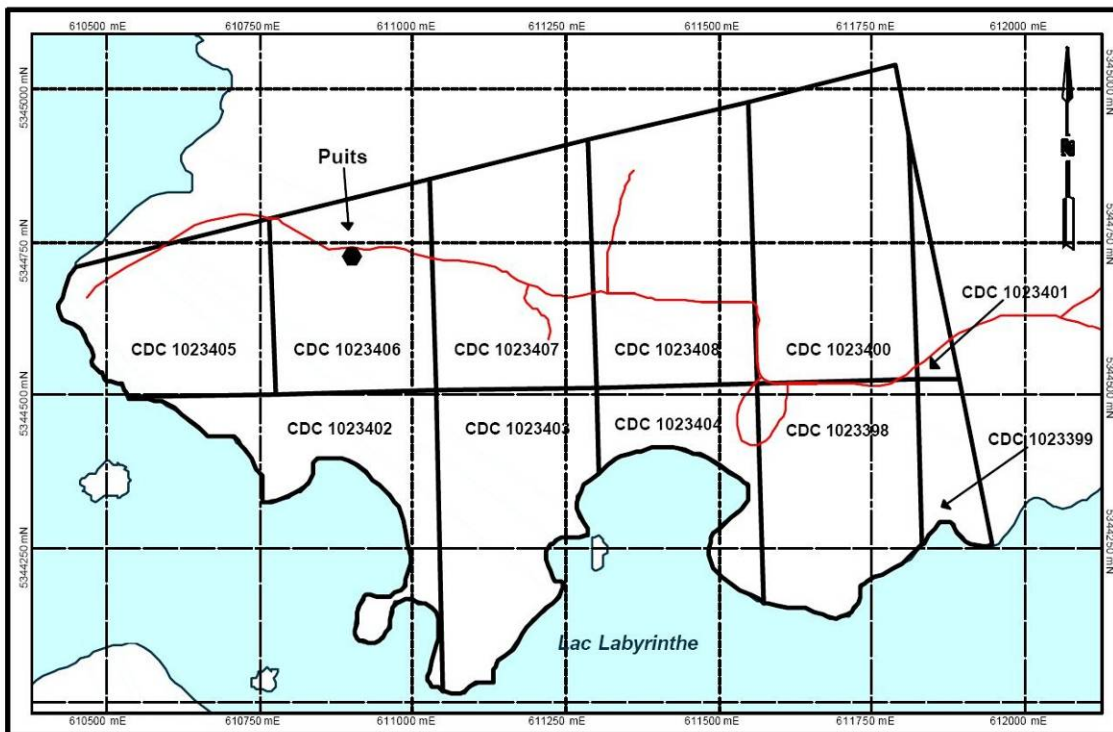 610500 mE 610750 mE 611000 mE 611250 mE 611500 mE 611750 mE 612000 mE
5345000 mN 5345000 mN
N
Puits
5344750 mN 5344750 mN
CDC 1023401
CDC 1023405 CDC 1023406 CDC 1023407 CDC 1023408 CDC 1023400
5344500 mN 5344500 mN
CDC 1023402 CDC 1023403 CDC 1023404 CDC 1023398 CDC 1023399
5344250 mN 5344250 mN
Lac Labyrinthe
610500 mE 610750 mE 611000 mE 611250 mE 611500 mE 611750 mE 612000 mE